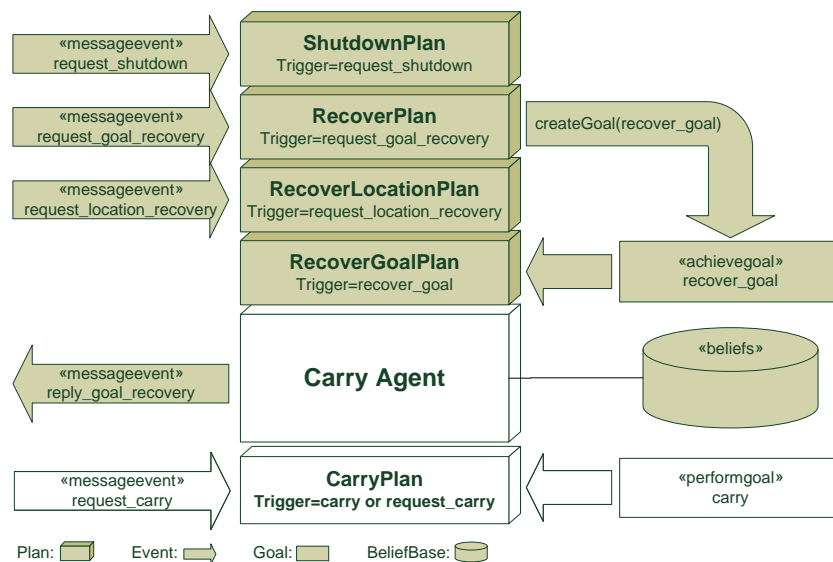 «messageevent»
request_shutdown
ShutdownPlan
Trigger=request_shutdown
«messageevent»
request_goal_recovery
RecoverPlan
Trigger=request_goal_recovery
createGoal(recover_goal)
«messageevent»
request_location_recovery
RecoverLocationPlan
Trigger=request_location_recovery
RecoverGoalPlan
Trigger=recover_goal
«achievegoal»
recover_goal
«messageevent»
reply_goal_recovery
Carry Agent
«beliefs»
«messageevent»
request_carry
CarryPlan
Trigger=carry or request_carry
«performgoal»
carry
Plan:
Event:
Goal:
BeliefBase: